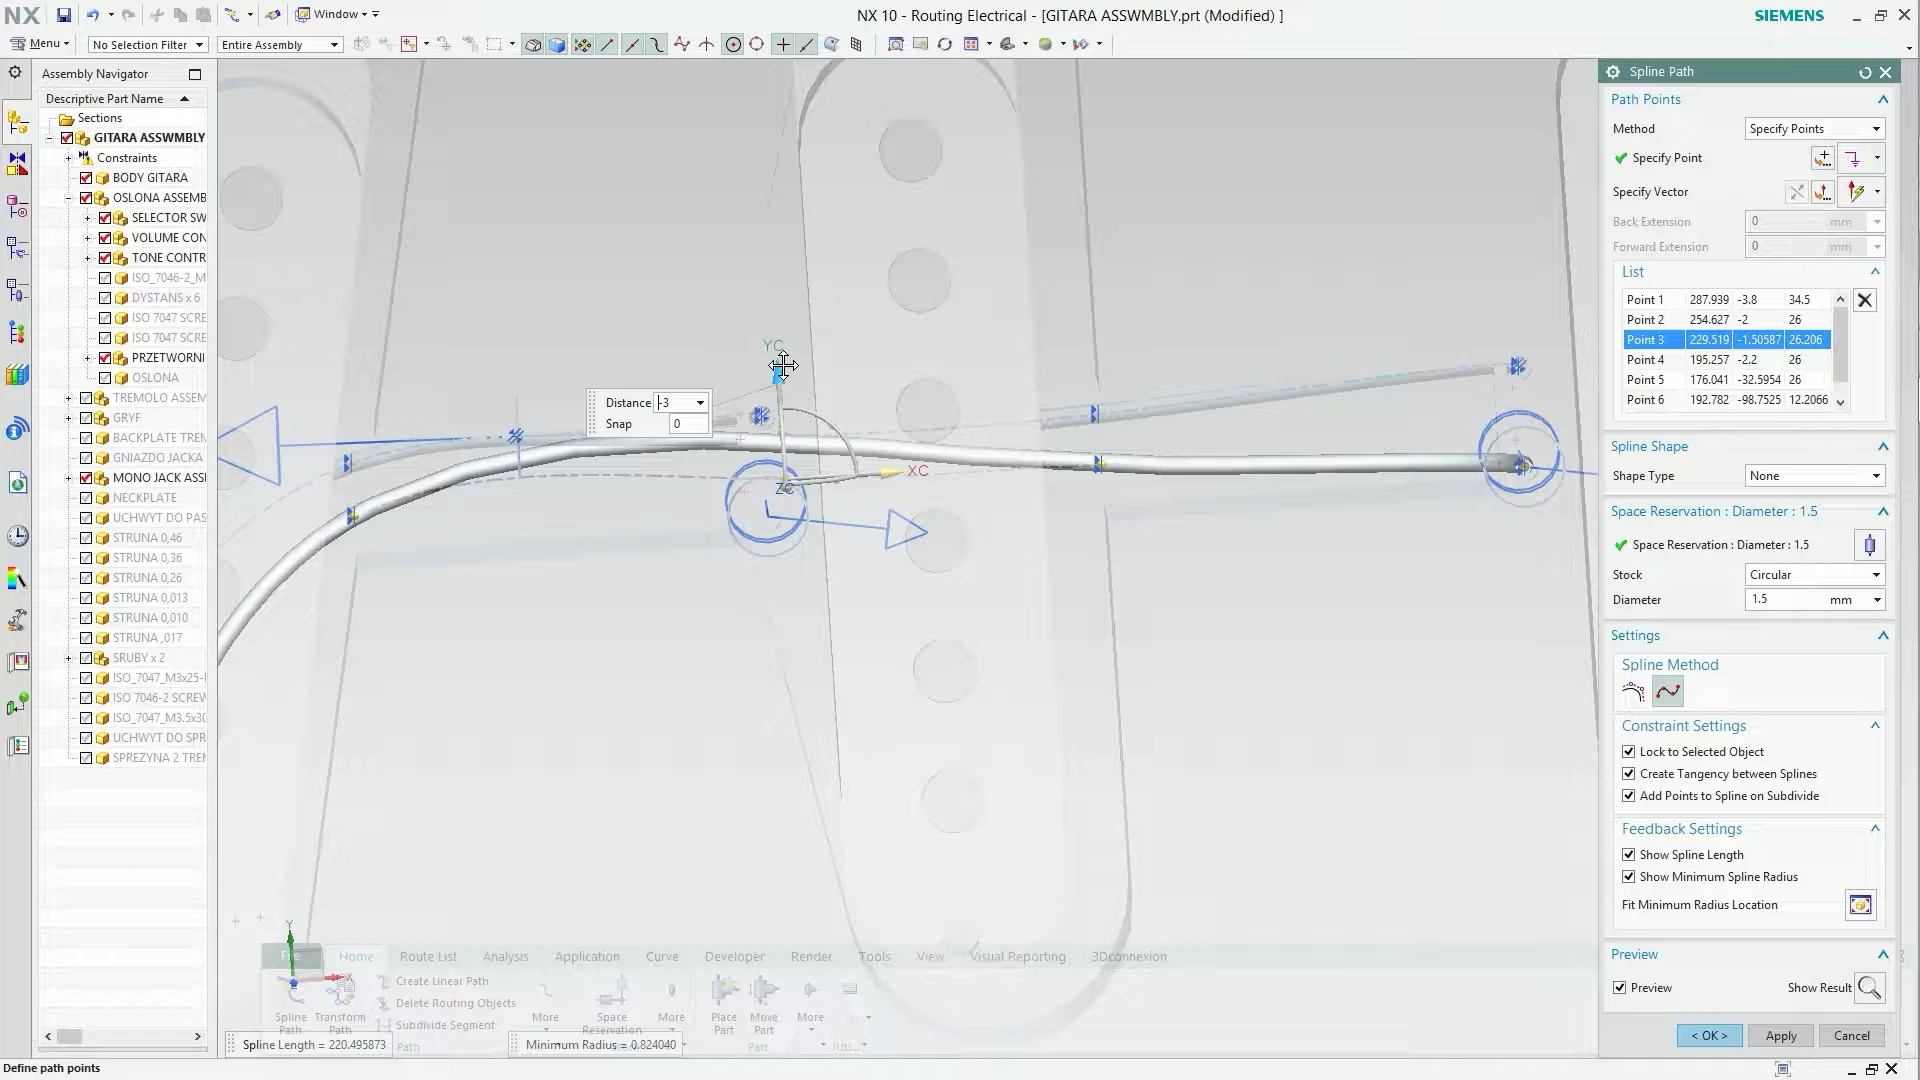 NX
Window
NX 10 - Routing Electrical - [GITARA ASSWMBLY.prt (Modified) ]
SIEMENS
Menu
No Selection Filter
Entire Assembly
Assembly Navigator
Descriptive Part Name
Sections
GITARA ASSWMBLY
Constraints
BODY GITARA
OSLONA ASSEMB
SELECTOR SW
VOLUME CON
TONE CONTR
ISO_7046-2_M
DYSTANS x 6
ISO 7047 SCRE
ISO 7047 SCRE
PRZETWORNI
OSLONA
TREMOLO ASSEM
GRYF
BACKPLATE TREM
GNIAZDO JACKA
MONO JACK ASSI
NECKPLATE
UCHWYT DO PAS
STRUNA 0,46
STRUNA 0,36
STRUNA 0,26
STRUNA 0,013
STRUNA 0,010
STRUNA ,017
SRUBY x 2
ISO_7047_M3x25-
ISO 7046-2 SCREW
ISO_7047_M3.5x30
UCHWYT DO SPR
SPREZYNA 2 TREM
YC
Distance -3
Snap 0
XC
ZC
Y
X
File Home Route List Analysis Application Curve Developer Render Tools View Visual Reporting 3Dconnexion
Spline Path
Transform Path
Create Linear Path
Delete Routing Objects
Subdivide Segment
More
Space Reservation
More
Place Part
Move Part
More
Path
Part
Spline Length = 220.495873
Minimum Radius = 0.824040
Spline Path
Path Points
Method Specify Points
Specify Point
Specify Vector
Back Extension 0 mm
Forward Extension 0 mm
List
Point 1 287.939 -3.8 34.5
Point 2 254.627 -2 26
Point 3 229.519 -1.50587 26.206
Point 4 195.257 -2.2 26
Point 5 176.041 -32.5954 26
Point 6 192.782 -98.7525 12.2066
Spline Shape
Shape Type None
Space Reservation : Diameter : 1.5
Space Reservation : Diameter : 1.5
Stock Circular
Diameter 1.5 mm
Settings
Spline Method
Constraint Settings
Lock to Selected Object
Create Tangency between Splines
Add Points to Spline on Subdivide
Feedback Settings
Show Spline Length
Show Minimum Spline Radius
Fit Minimum Radius Location
Preview
Preview Show Result
< OK > Apply Cancel
Define path points